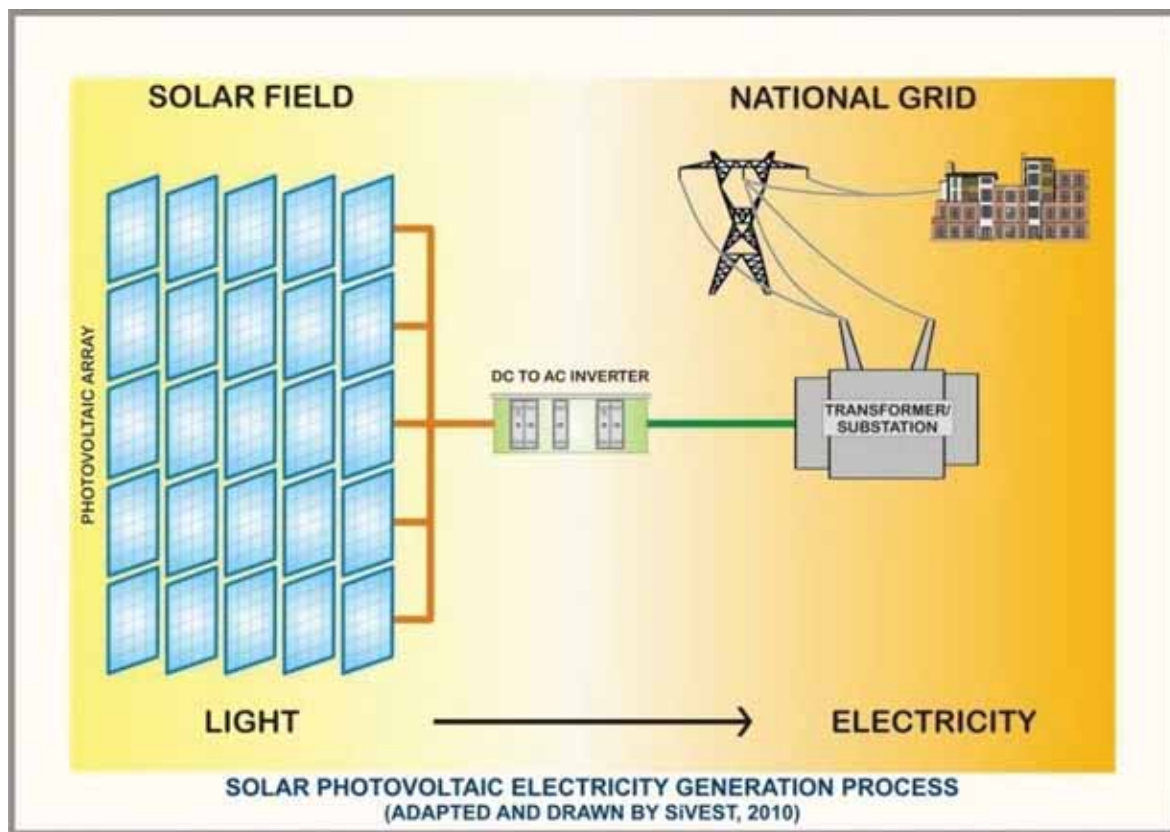 SOLAR FIELD
NATIONAL GRID
PHOTOVOLTAIC ARRAY
DC TO AC INVERTER
TRANSFORMER/
SUBSTATION
LIGHT
ELECTRICITY
SOLAR PHOTOVOLTAIC ELECTRICITY GENERATION PROCESS
(ADAPTED AND DRAWN BY SiVEST, 2010)